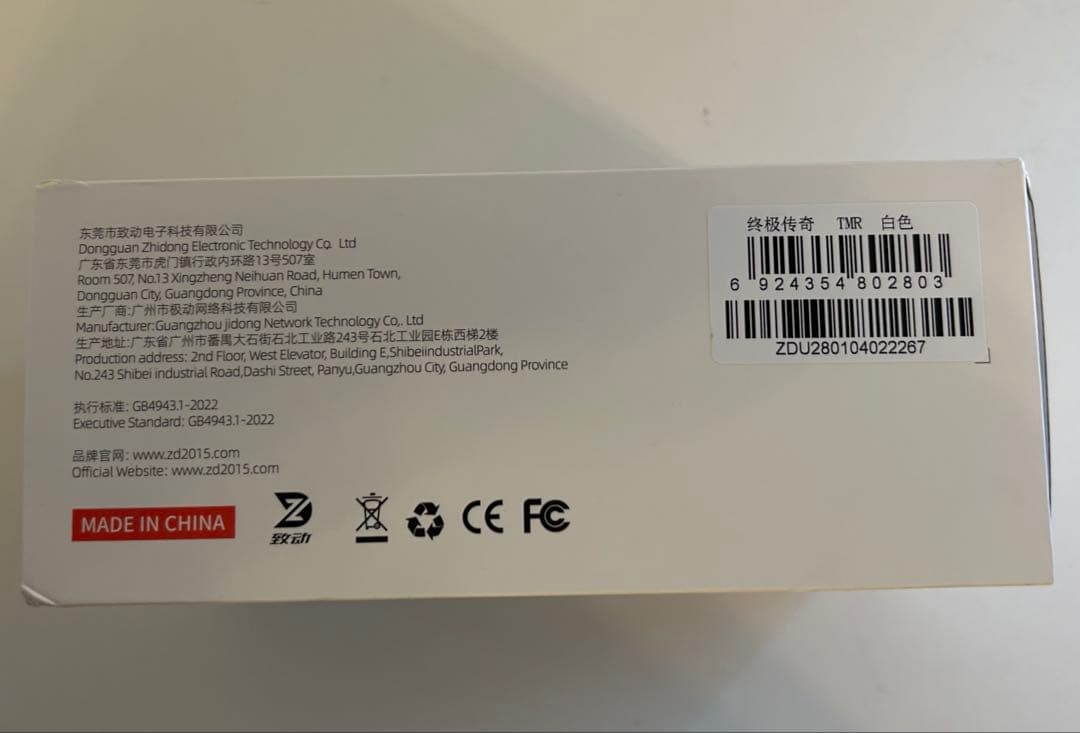 东莞市致动电子科技有限公司
Dongguan Zhidong Electronic Technology Co. Ltd
广东省东莞市虎门镇行政内环路13号507室
Room 507, No.13 Xingzheng Neihuan Road, Humen Town,
Dongguan City, Guangdong Province, China
生产厂商:广州市极动网络科技有限公司
Manufacturer:Guangzhou jidong Network Technology Co,. Ltd
生产地址:广东省广州市番禺大石街石北工业路243号石北工业园E栋西梯2楼
Production address: 2nd Floor, West Elevator, Building E,ShibeiindustrialPark,
No.243 Shibei industrial Road,Dashi Street, Panyu,Guangzhou City, Guangdong Province
执行标准: GB4943.1-2022
Executive Standard: GB4943.1-2022
品牌官网: www.zd2015.com
Official Website: www.zd2015.com
MADE IN CHINA
致动
CE
FC
终极传奇 TMR 白色
6 924354 802803
ZDU280104022267